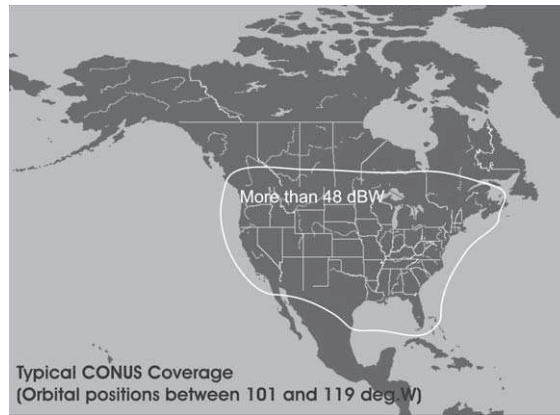 More than 48 dBW
Typical CONUS Coverage
(Orbital positions between 101 and 119 deg.W)